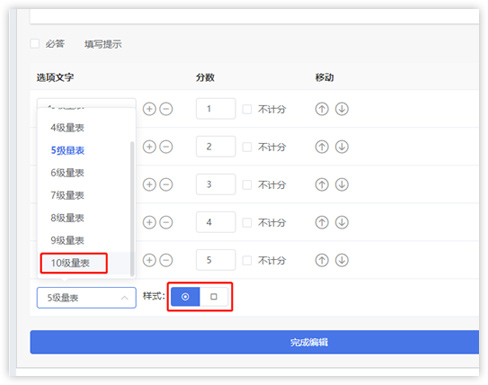 必答 填写提示
选项文字 分数 移动
1 不计分
4级量表
2 不计分
5级量表
6级量表
3 不计分
7级量表
8级量表
4 不计分
9级量表
10级量表
5 不计分
5级量表 样式:
完成编辑